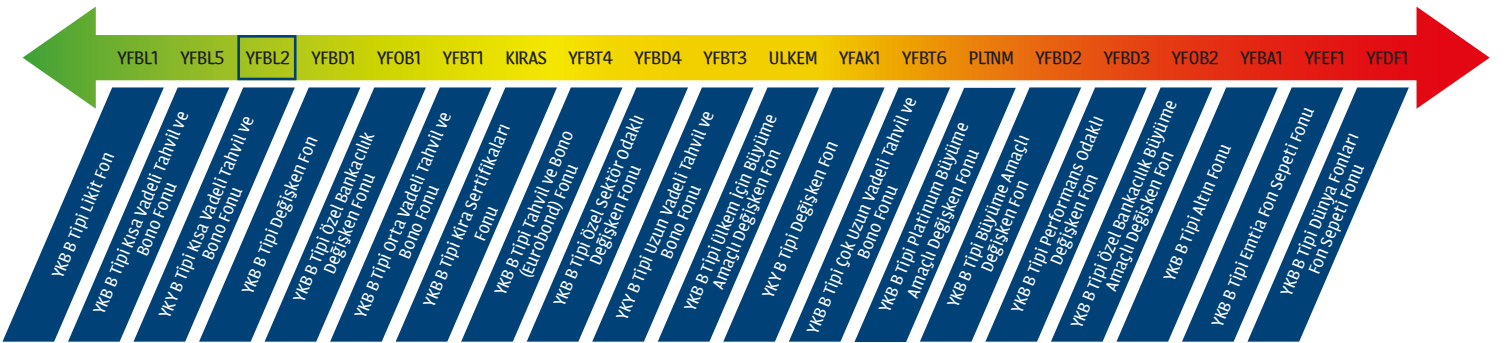 YFBL1 YFBL5 YFBL2 YFBD1 YFOB1 YFBT1 KIRAS YFBT4 YFBD4 YFBT3 ULKEM YFAK1 YFBT6 PLTNM YFBD2 YFBD3 YFOB2 YFBA1 YFEF1 YFDF1
YKB B Tipi Likit Fon
YKB B Tipi Kısa Vadeli Tahvil ve
Bono Fonu
YKY B Tipi Kısa Vadeli Tahvil ve
Bono Fonu
YKB B Tipi Değişken Fon
YKB B Tipi Özel Bankacılık
Değişken Fonu
YKB B Tipi Orta Vadeli Tahvil ve
Bono Fonu
YKB B Tipi Kira Sertifikaları
Fonu
YKB B Tipi Tahvil ve Bono
(Eurobond) Fonu
YKB B Tipi özel Sektör Odaklı
Değişken Fonu
YKY B Tipi Uzun Vadeli Tahvil ve
Bono Fonu
YKB B Tipi Ülkem İçin Büyüme
Amaçlı Değişken Fon
YKY B Tipi Değişken Fon
YKB B Tipi çok uzun Vadeli Tahvil ve
Bono Fonu
YKB B Tipi Platinum Büyüme
Amaçlı Değişken Fonu
YKB B Tipi Büyüme Amaçlı
Değişken Fon
YKB B Tipi Performans Odaklı
Değişken Fon
YKB B Tipi Özel Bankacılık Büyüme
Amaçlı Değişken Fon
YKB B Tipi Altın Fonu
YKB B Tipi Emtia Fon Sepeti Fonu
YKB B Tipi Dünya Fonları
Fon Sepeti Fonu